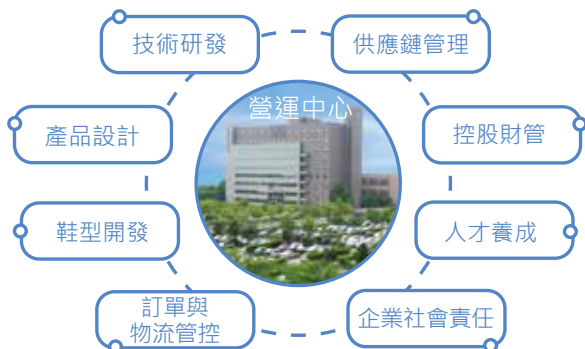 技術研發
供應鏈管理
營運中心
產品設計
控股財管
鞋型開發
人才養成
訂單與
物流管控
企業社會責任